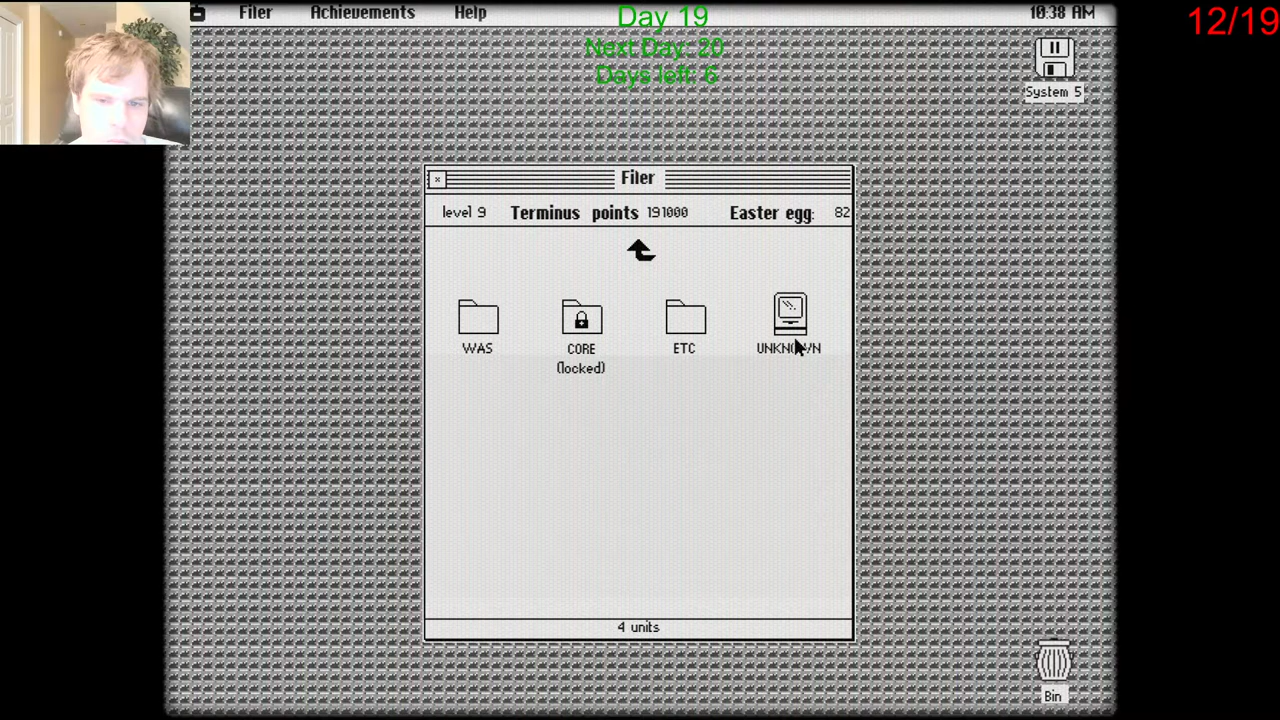 Filer Achievements Help
Day 19
10:38 AM
12/19
Next Day: 20
Days left: 6
System 5
Filer
level 9 Terminus points 191000 Easter egg: 82
WAS
CORE
(locked)
ETC
UNKNOWN
4 units
Bin